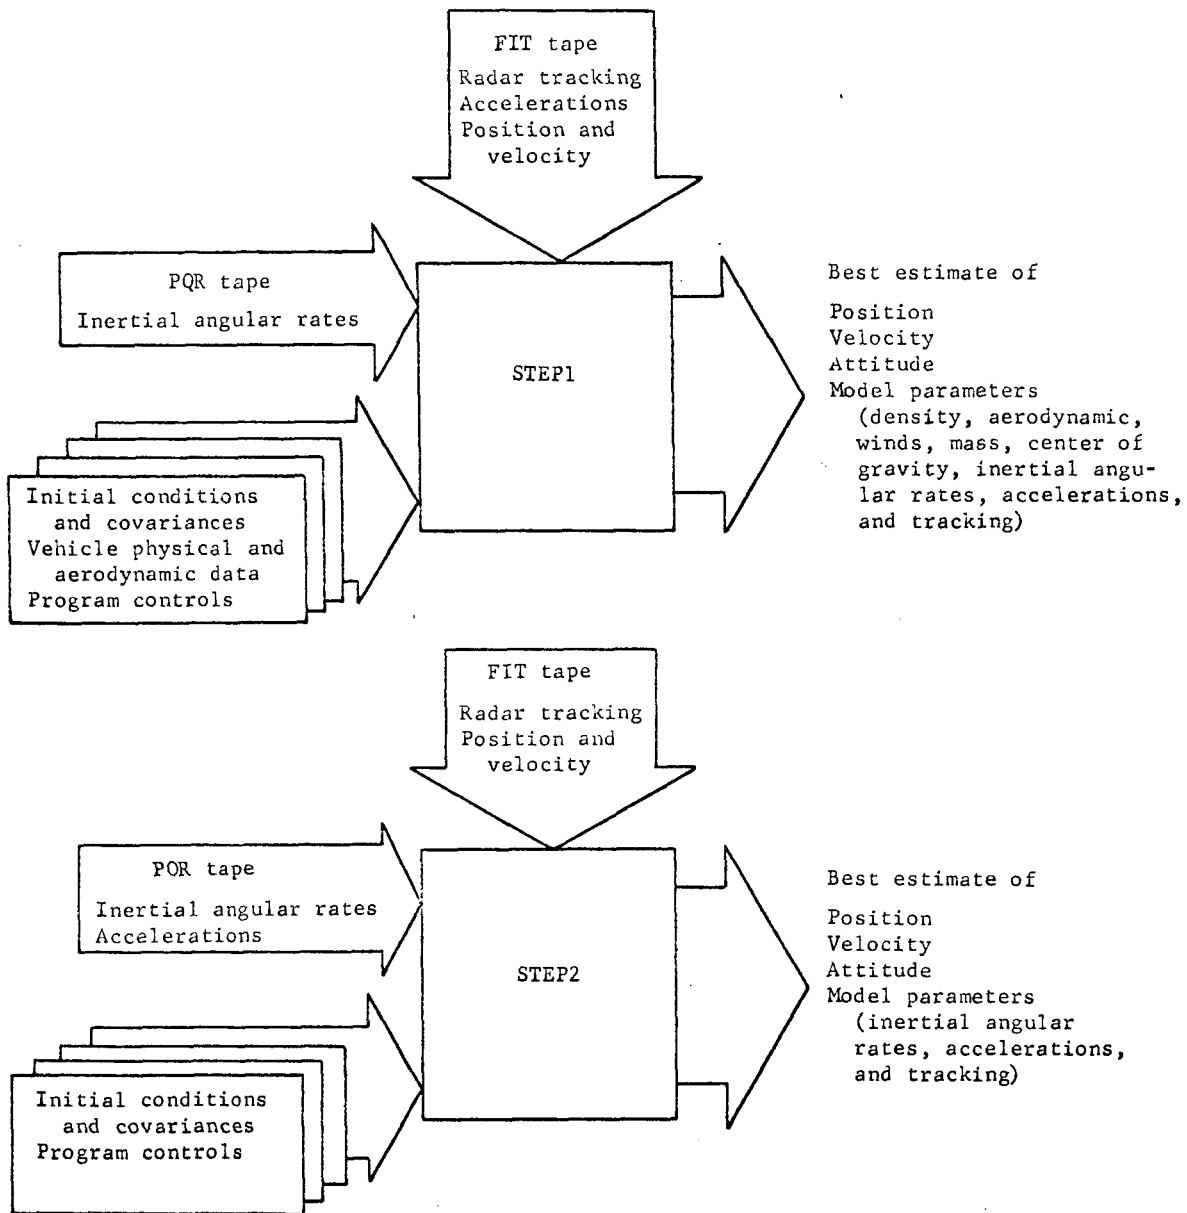 FIT tape
Radar tracking
Accelerations
Position and
velocity
PQR tape
Inertial angular rates
Initial conditions
and covariances
Vehicle physical and
aerodynamic data
Program controls
STEP1
Best estimate of
Position
Velocity
Attitude
Model parameters
(density, aerodynamic,
winds, mass, center of
gravity, inertial angu-
lar rates, accelerations,
and tracking)
FIT tape
Radar tracking
Position and
velocity
PQR tape
Inertial angular rates
Accelerations
Initial conditions
and covariances
Program controls
STEP2
Best estimate of
Position
Velocity
Attitude
Model parameters
(inertial angular
rates, accelerations,
and tracking)